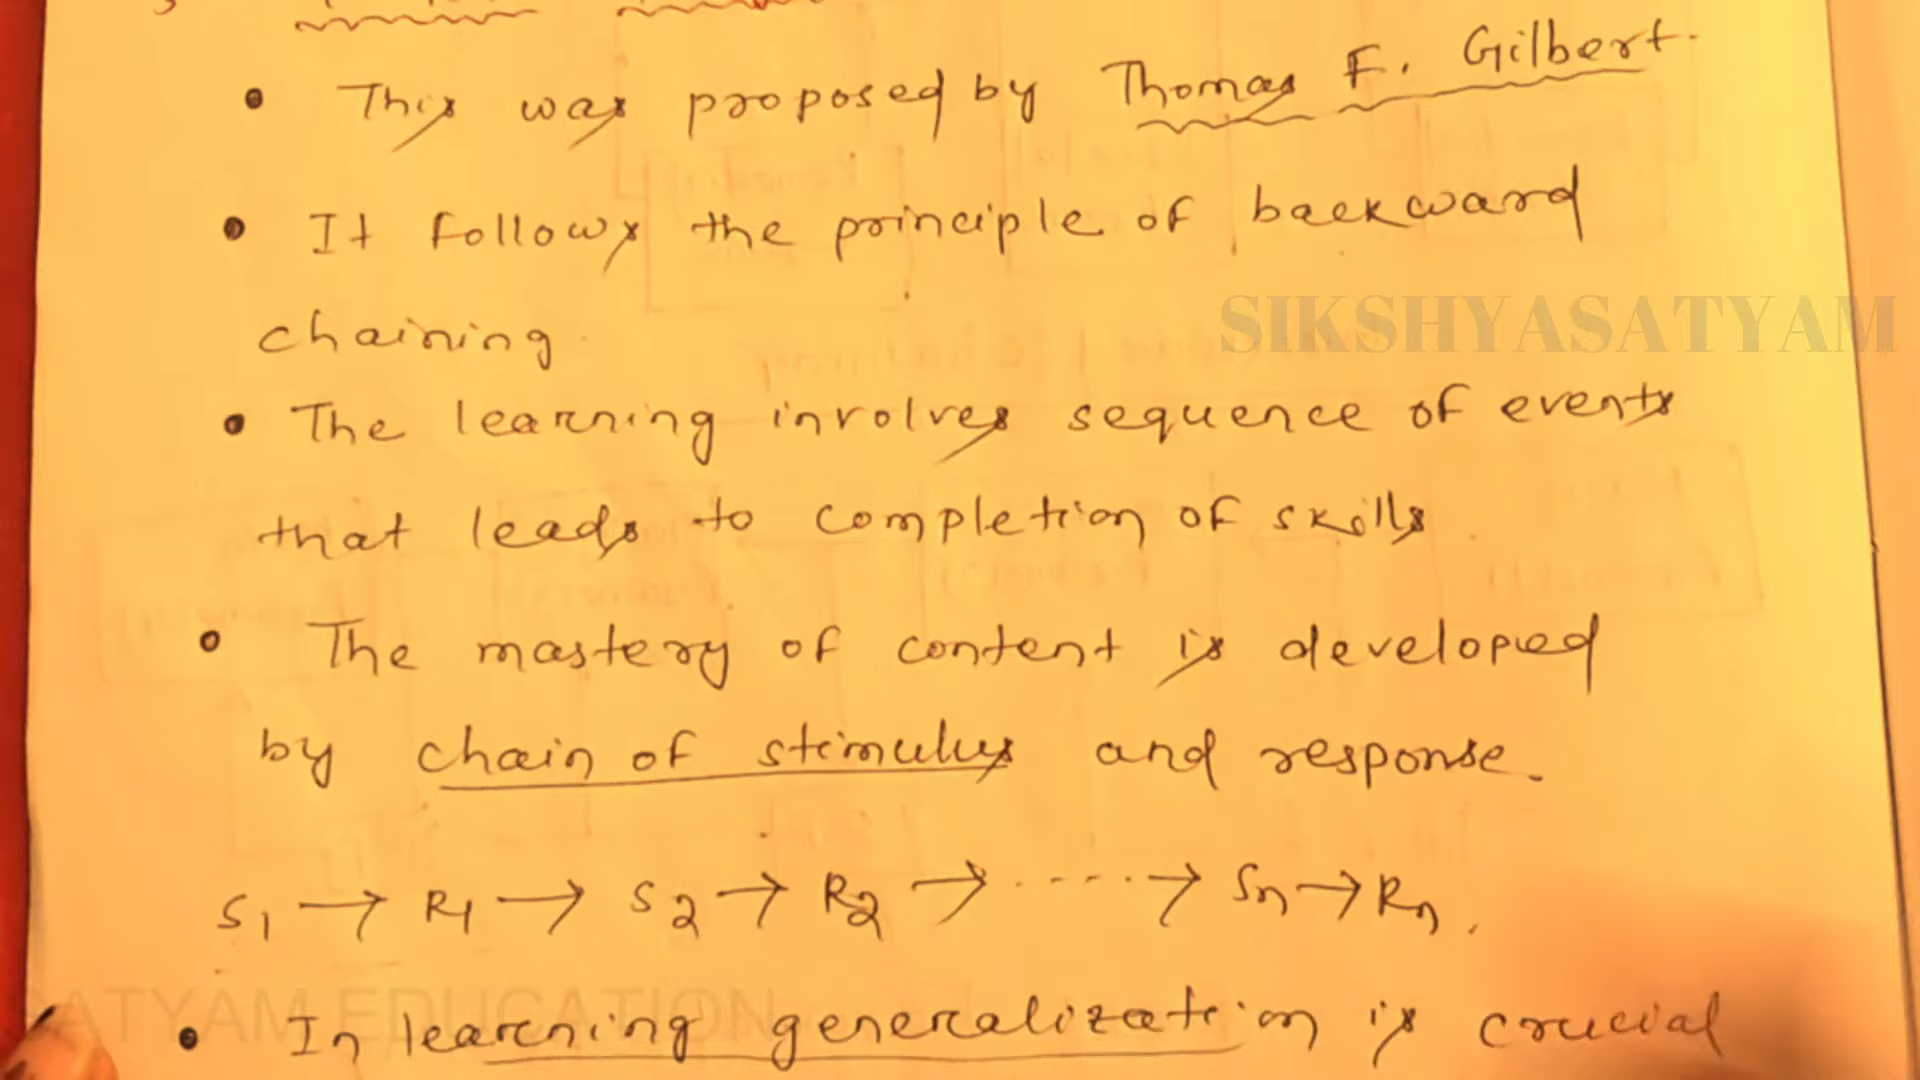 • This was proposed by Thomas F. Gilbert.
• It follows the principle of backward
chaining.
SIKSHYASATYAM
• The learning involves sequence of events
that leads to completion of skills.
• The mastery of content is developed
by chain of stimulus and response.
S1 → R1 → S2 → R2 → ..... → Sn → Rn.
ATYAM EDUCATION
• In learning generalization is crucial